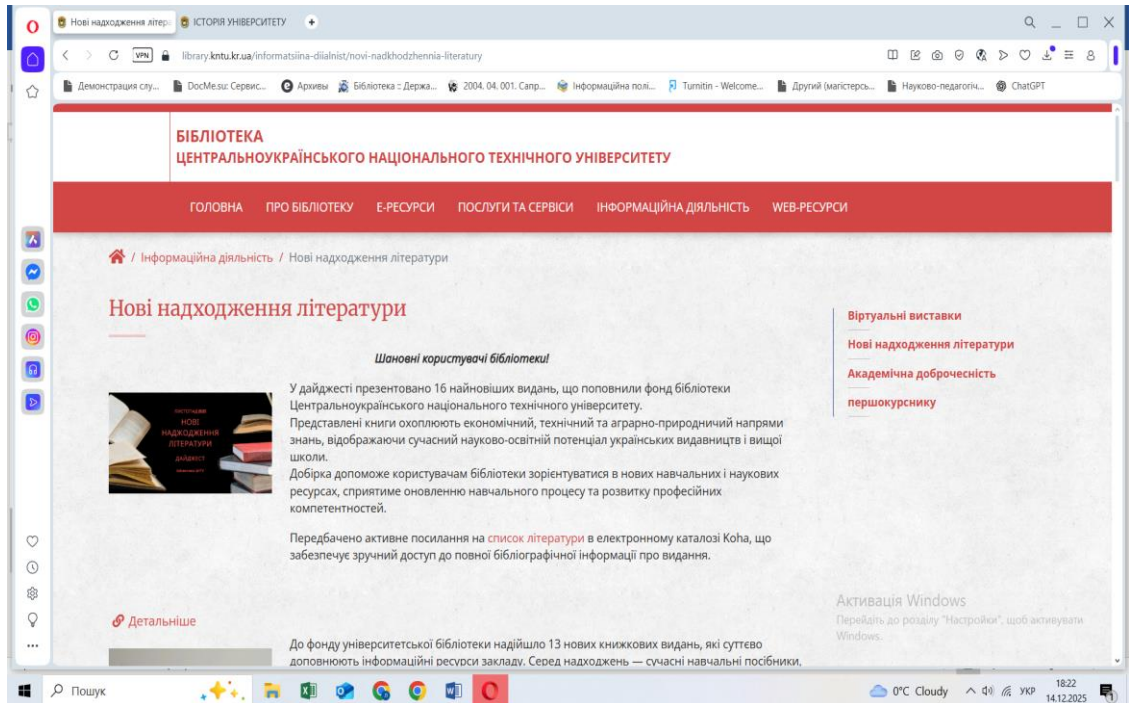 Нові надходження літера
ІСТОРІЯ УНІВЕРСИТЕТУ
VPN
library.kntu.kr.ua/informatsiina-diialnist/novi-nadkhodzhennia-literatury
Демонстрация слу...
DocMe.su: Сервис...
Архивы
Бібліотека :: Держа...
2004. 04. 001. Сапр...
Інформаційна полі...
Turnitin - Welcome...
Другий (магістерсь...
Науково-педагогіч...
ChatGPT
БІБЛІОТЕКА
ЦЕНТРАЛЬНОУКРАЇНСЬКОГО НАЦІОНАЛЬНОГО ТЕХНІЧНОГО УНІВЕРСИТЕТУ
ГОЛОВНА ПРО БІБЛІОТЕКУ Е-РЕСУРСИ ПОСЛУГИ ТА СЕРВІСИ ІНФОРМАЦІЙНА ДІЯЛЬНІСТЬ WEB-РЕСУРСИ
/ Інформаційна діяльність / Нові надходження літератури
Нові надходження літератури
Шановні користувачі бібліотеки!
НОВІ
НАДХОДЖЕННЯ
ЛІТЕРАТУРИ
ДАЙДЖЕСТ
У дайджесті презентовано 16 найновіших видань, що поповнили фонд бібліотеки
Центральноукраїнського національного технічного університету.
Представлені книги охоплюють економічний, технічний та аграрно-природничий напрями
знань, відображаючи сучасний науково-освітній потенціал українських видавництв і вищої
школи.
Добірка допоможе користувачам бібліотеки зорієнтуватися в нових навчальних і наукових
ресурсах, сприятиме оновленню навчального процесу та розвитку професійних
компетентностей.
Передбачено активне посилання на список літератури в електронному каталозі Koha, що
забезпечує зручний доступ до повної бібліографічної інформації про видання.
Детальніше
До фонду університетської бібліотеки надійшло 13 нових книжкових видань, які суттєво
доповнюють інформаційні ресурси закладу. Серед надходжень — сучасні навчальні посібники,
Віртуальні виставки
Нові надходження літератури
Академічна доброчесність
першокурснику
Активація Windows
Перейдіть до розділу "Настройки", щоб активувати
Windows.
Пошук
0°C Cloudy
УКР
18:22
14.12.2025